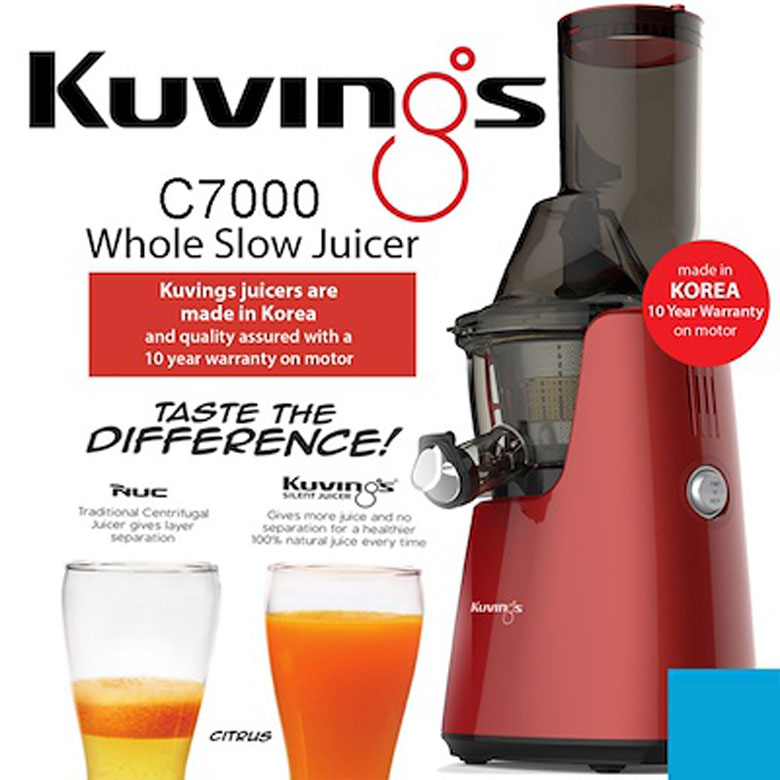 Kuvings
C7000
Whole Slow Juicer
Kuvings juicers are
made in Korea
and quality assured with a
10 year warranty on motor
made in
KOREA
10 Year Warranty
on motor
TASTE THE
DIFFERENCE!
NUC
Traditional Centrifugal
Juicer gives layer
separation
Kuvings
SILENT JUICER
Gives more juice and no
separation for a healthier
100% natural juice every time
Kuvings
CITRUS